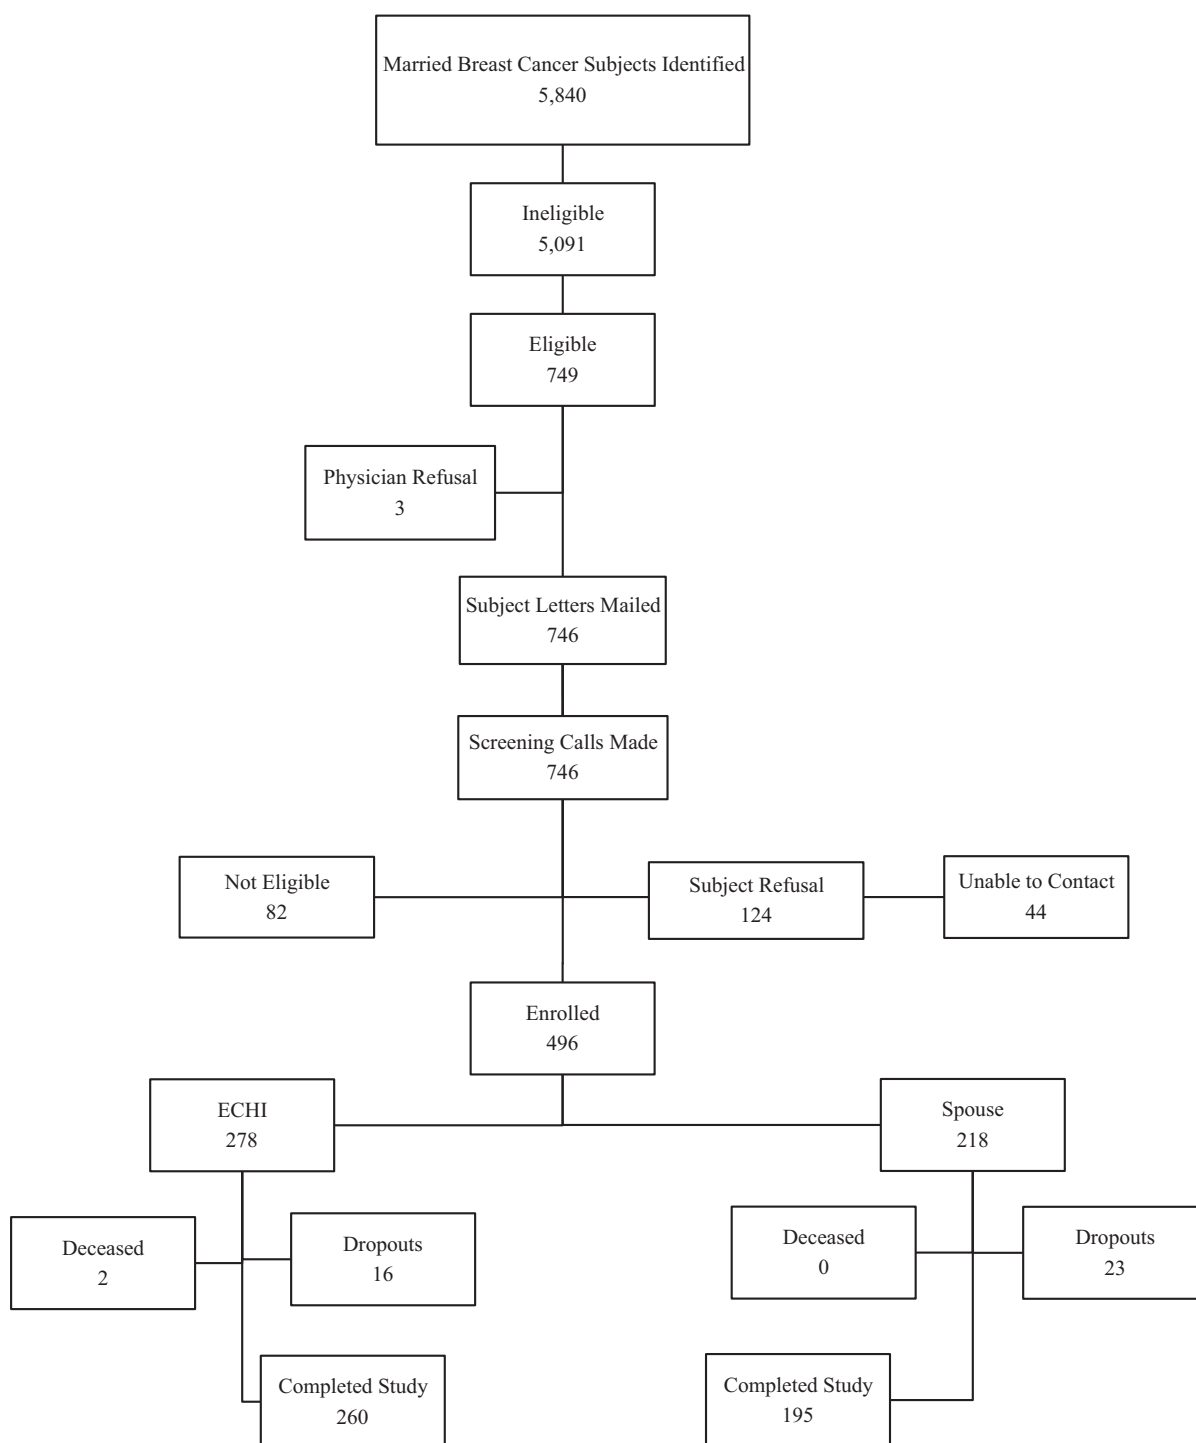 Married Breast Cancer Subjects Identified
5,840
Ineligible
5,091
Eligible
749
Physician Refusal
3
Subject Letters Mailed
746
Screening Calls Made
746
Not Eligible
82
Subject Refusal
124
Unable to Contact
44
Enrolled
496
ECHI
278
Spouse
218
Deceased
2
Dropouts
16
Deceased
0
Dropouts
23
Completed Study
260
Completed Study
195